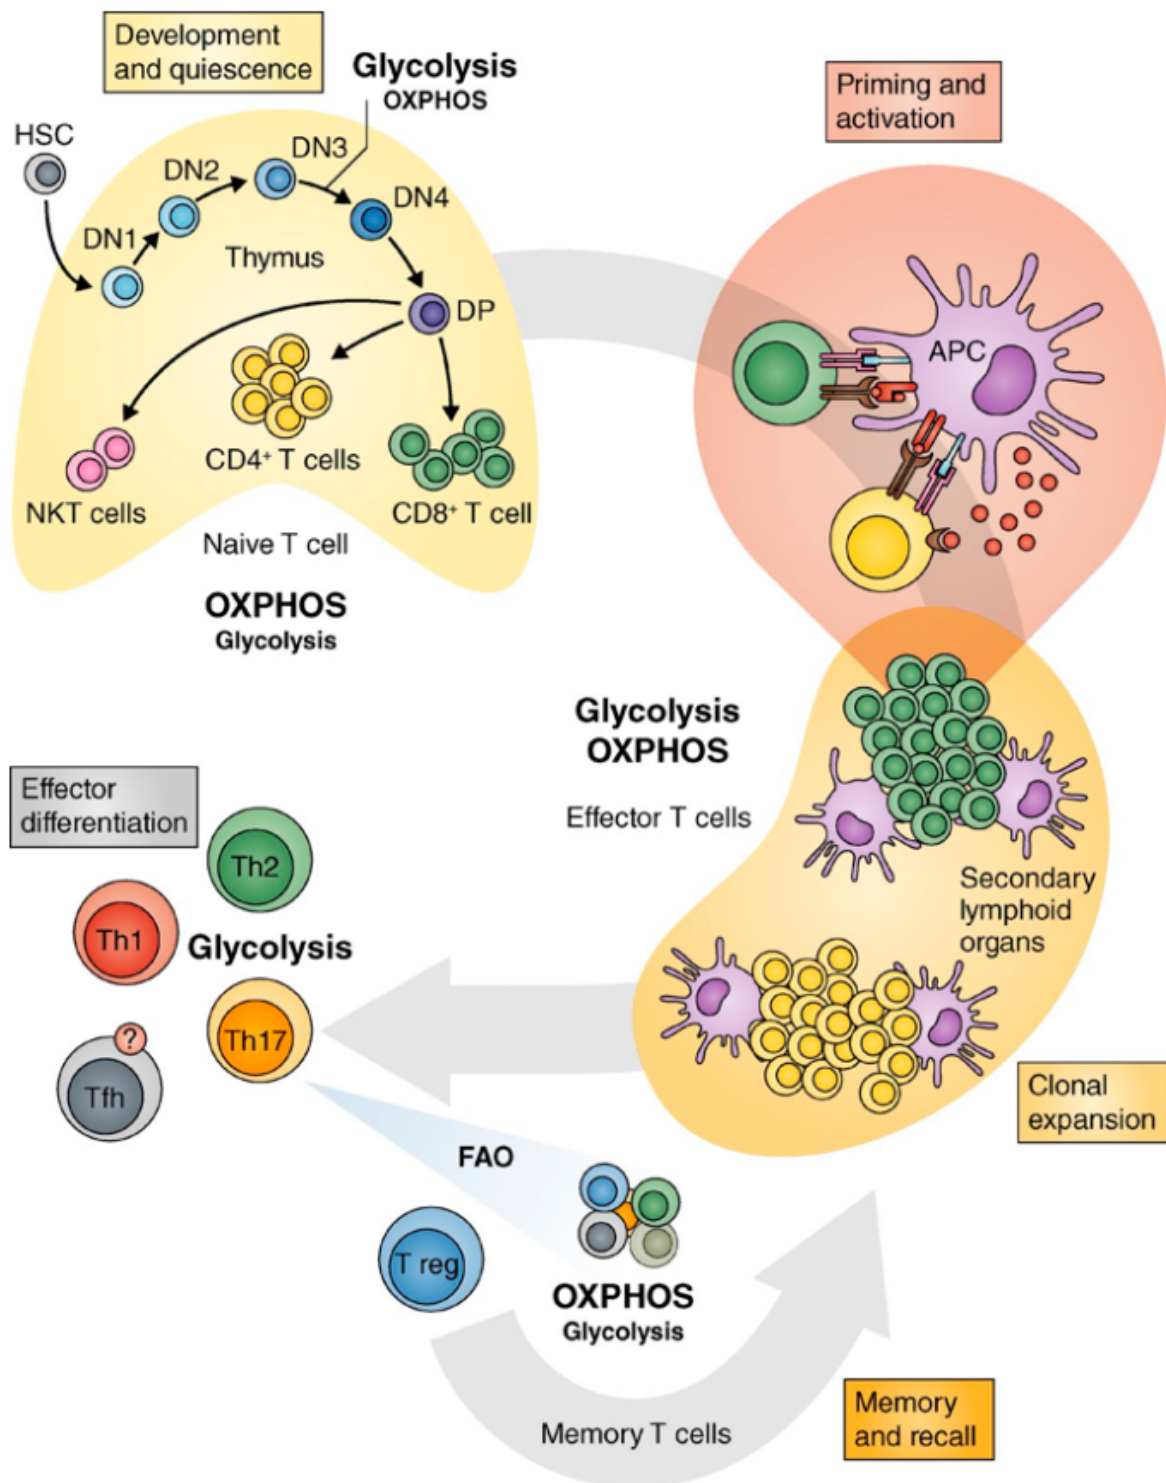 Development
and quiescence
Glycolysis
OXPHOS
HSC
DN1
DN2
DN3
DN4
Thymus
DP
CD4⁺ T cells
NKT cells
CD8⁺ T cell
Naive T cell
OXPHOS
Glycolysis
Priming and
activation
APC
Glycolysis
OXPHOS
Effector T cells
Secondary
lymphoid
organs
Clonal
expansion
Effector
differentiation
Th2
Th1
Glycolysis
Th17
?
Tfh
FAO
T reg
OXPHOS
Glycolysis
Memory T cells
Memory
and recall